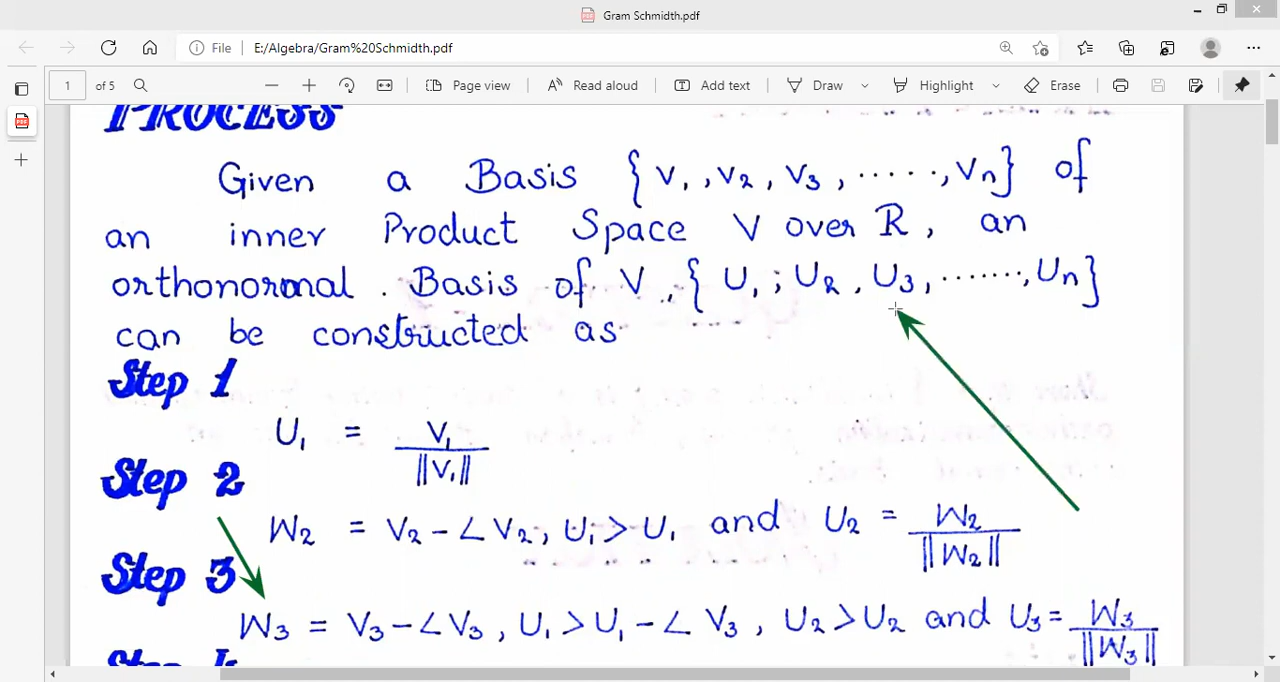 Gram Schmidth.pdf
File E:/Algebra/Gram%20Schmidth.pdf
1 of 5 Page view Read aloud Add text Draw Highlight Erase
PROCESS
Given a Basis {V₁, V₂, V₃, ......, Vn} of
an inner Product Space V over R, an
orthonormal. Basis of V, { U₁; U₂, U₃, ......., Un}
can be constructed as
Step 1
U₁ = V₁ / ||V₁||
Step 2
W₂ = V₂ - ∠V₂, U₁> U₁ and U₂ = W₂ / ||W₂||
Step 3
W₃ = V₃ - ∠V₃, U₁> U₁ - ∠ V₃, U₂> U₂ and U₃ = W₃ / ||W₃||